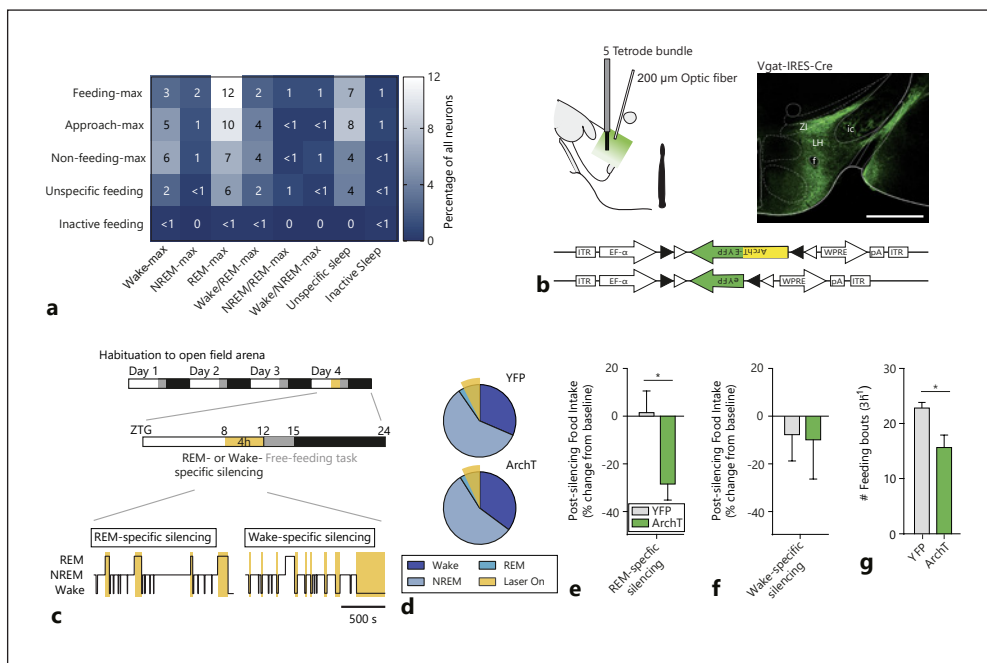 Feeding-max 3 2 12 2 1 1 7 1
Approach-max 5 1 10 4 <1 <1 8 1
Non-feeding-max 6 1 7 4 <1 1 4 <1
Unspecific feeding 2 <1 6 2 1 <1 4 <1
Inactive feeding <1 0 <1 <1 0 0 0 <1
Wake-max
NREM-max
REM-max
Wake/REM-max
NREM/REM-max
Wake/NREM-max
Unspecific sleep
Inactive Sleep
12
8
4
0
Percentage of all neurons
a
5 Tetrode bundle
200 µm Optic fiber
Vgat-IRES-Cre
ZI
ic
LH
f
ITR EF-α ArchT-EYFP WPRE pA ITR
ITR EF-α eYFP WPRE pA ITR
b
Habituation to open field arena
Day 1 Day 2 Day 3 Day 4
ZTG 8 12 15 24
4h
REM- or Wake- Free-feeding task
specific silencing
REM-specific silencing Wake-specific silencing
REM
NREM
Wake
500 s
c
YFP
ArchT
Wake REM
NREM Laser On
d
Post-silencing Food Intake
(% change from baseline)
20
0
-20
-40
*
YFP
ArchT
REM-specfic
silencing
e
Post-silencing Food Intake
(% change from baseline)
20
0
-20
-40
Wake-specific
silencing
f
# Feeding bouts (3h¹)
30
20
10
0
*
YFP
ArchT
g